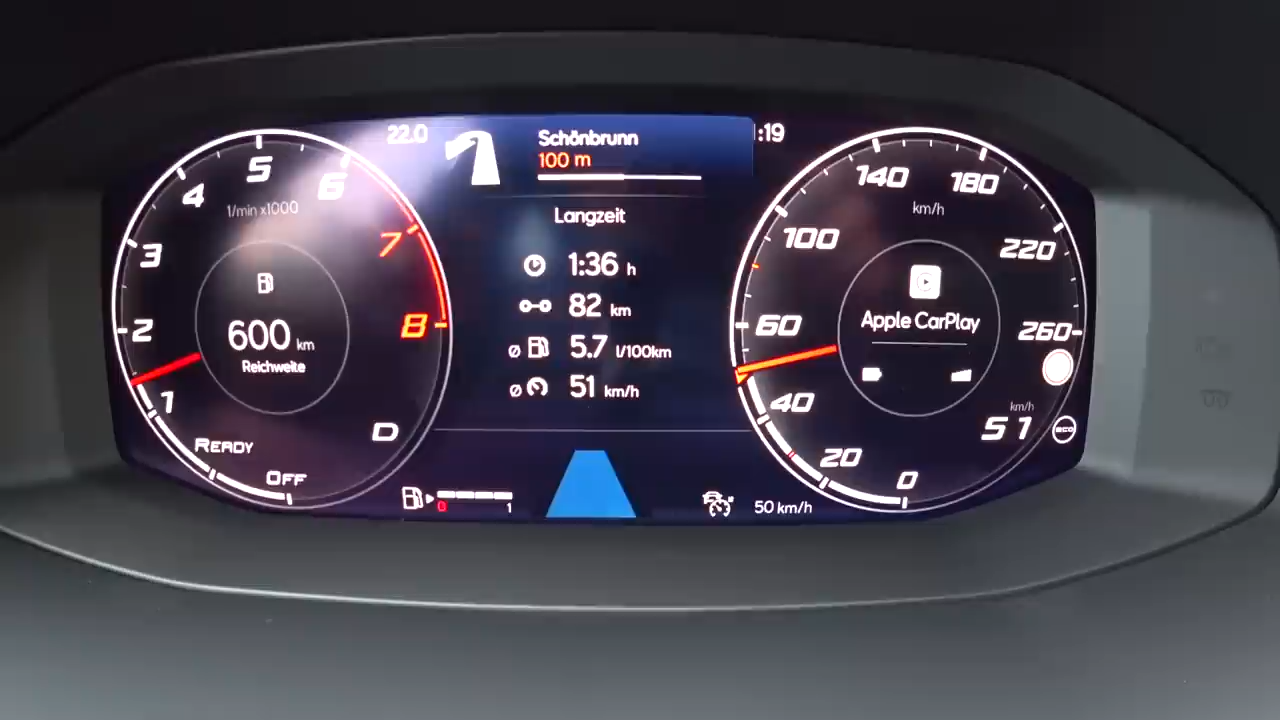 22.0
Schönbrunn
100 m
:19
1/min x1000
OFF
READY
1
2
3
4
5
6
7
8
600 km
Reichweite
D
Langzeit
1:36 h
82 km
Ø 5.7 l/100km
Ø 51 km/h
0 1
50 km/h
km/h
0
20
40
60
100
140
180
220
260
Apple CarPlay
km/h
51
eco